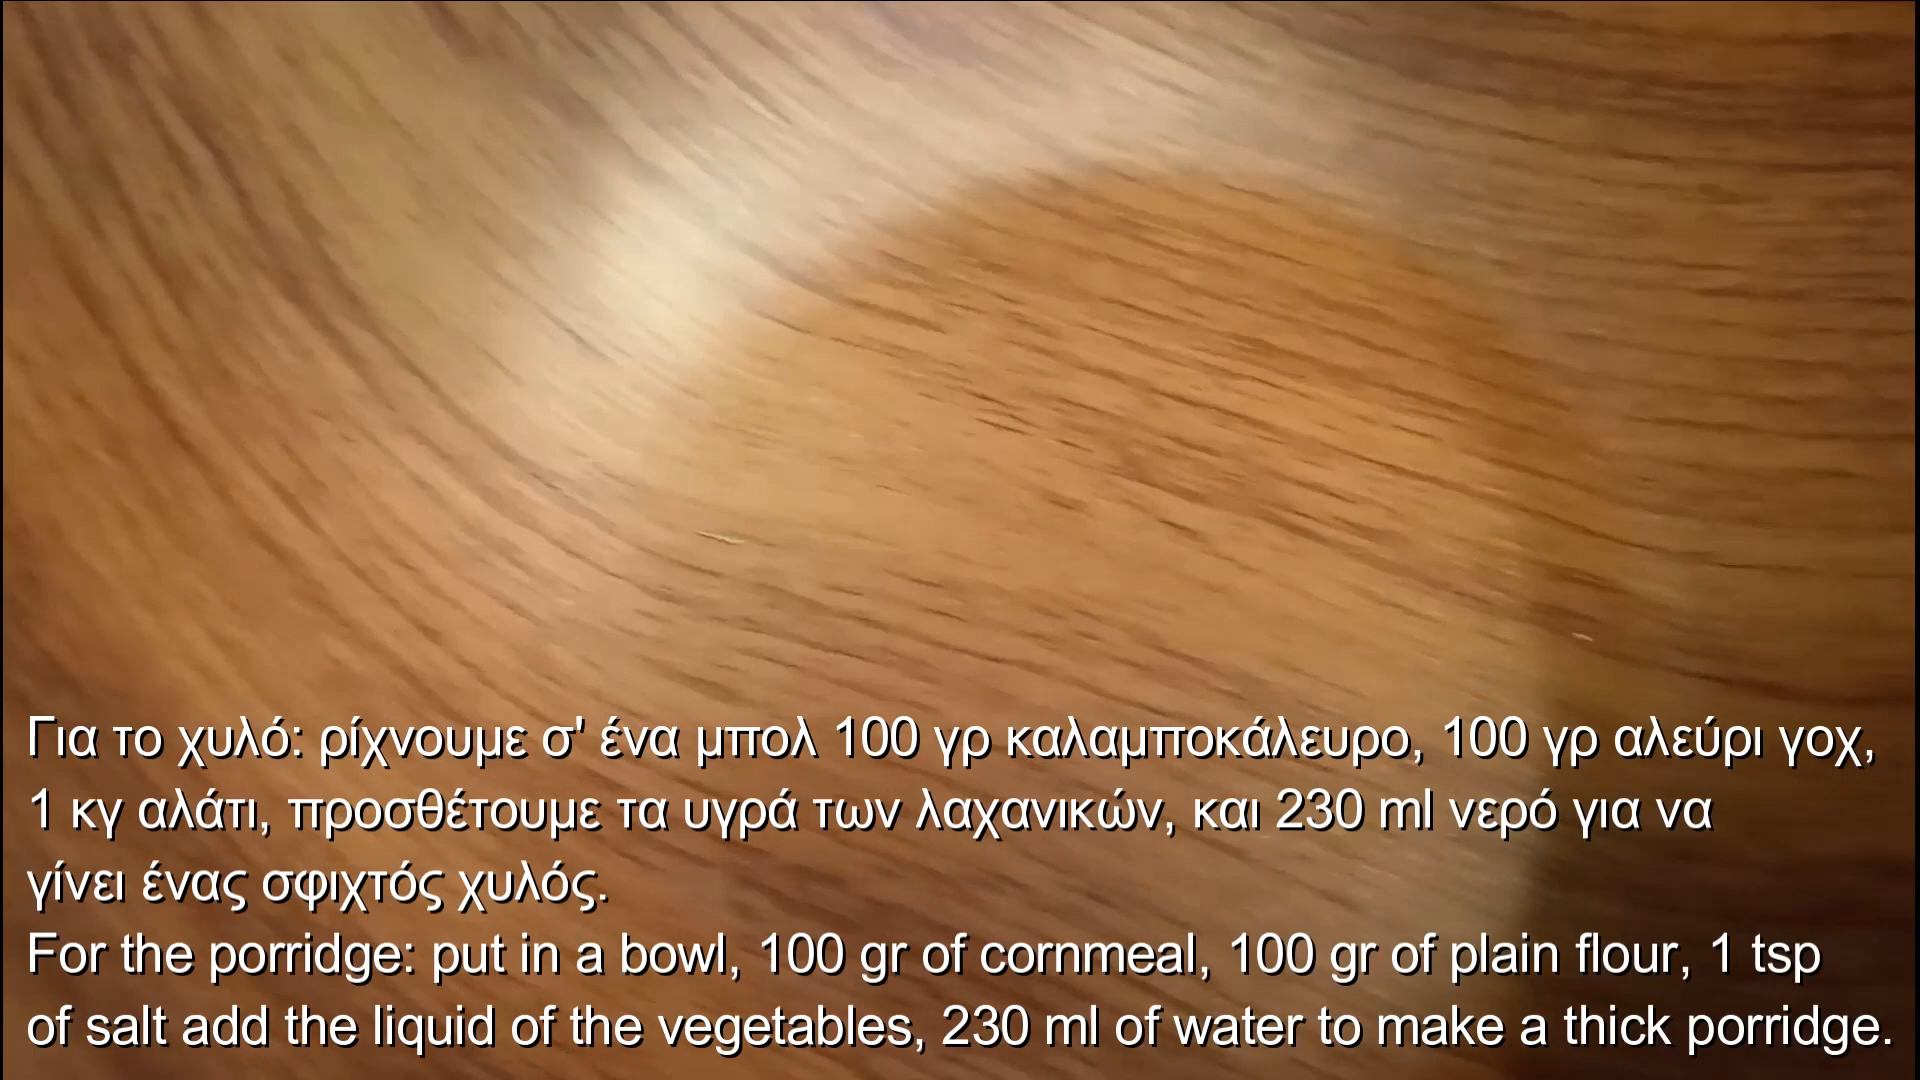 Για το χυλό: ρίχνουμε σ' ένα μπολ 100 γρ καλαμποκάλευρο, 100 γρ αλεύρι γοχ,
1 κγ αλάτι, προσθέτουμε τα υγρά των λαχανικών, και 230 ml νερό για να
γίνει ένας σφιχτός χυλός.
For the porridge: put in a bowl, 100 gr of cornmeal, 100 gr of plain flour, 1 tsp
of salt add the liquid of the vegetables, 230 ml of water to make a thick porridge.